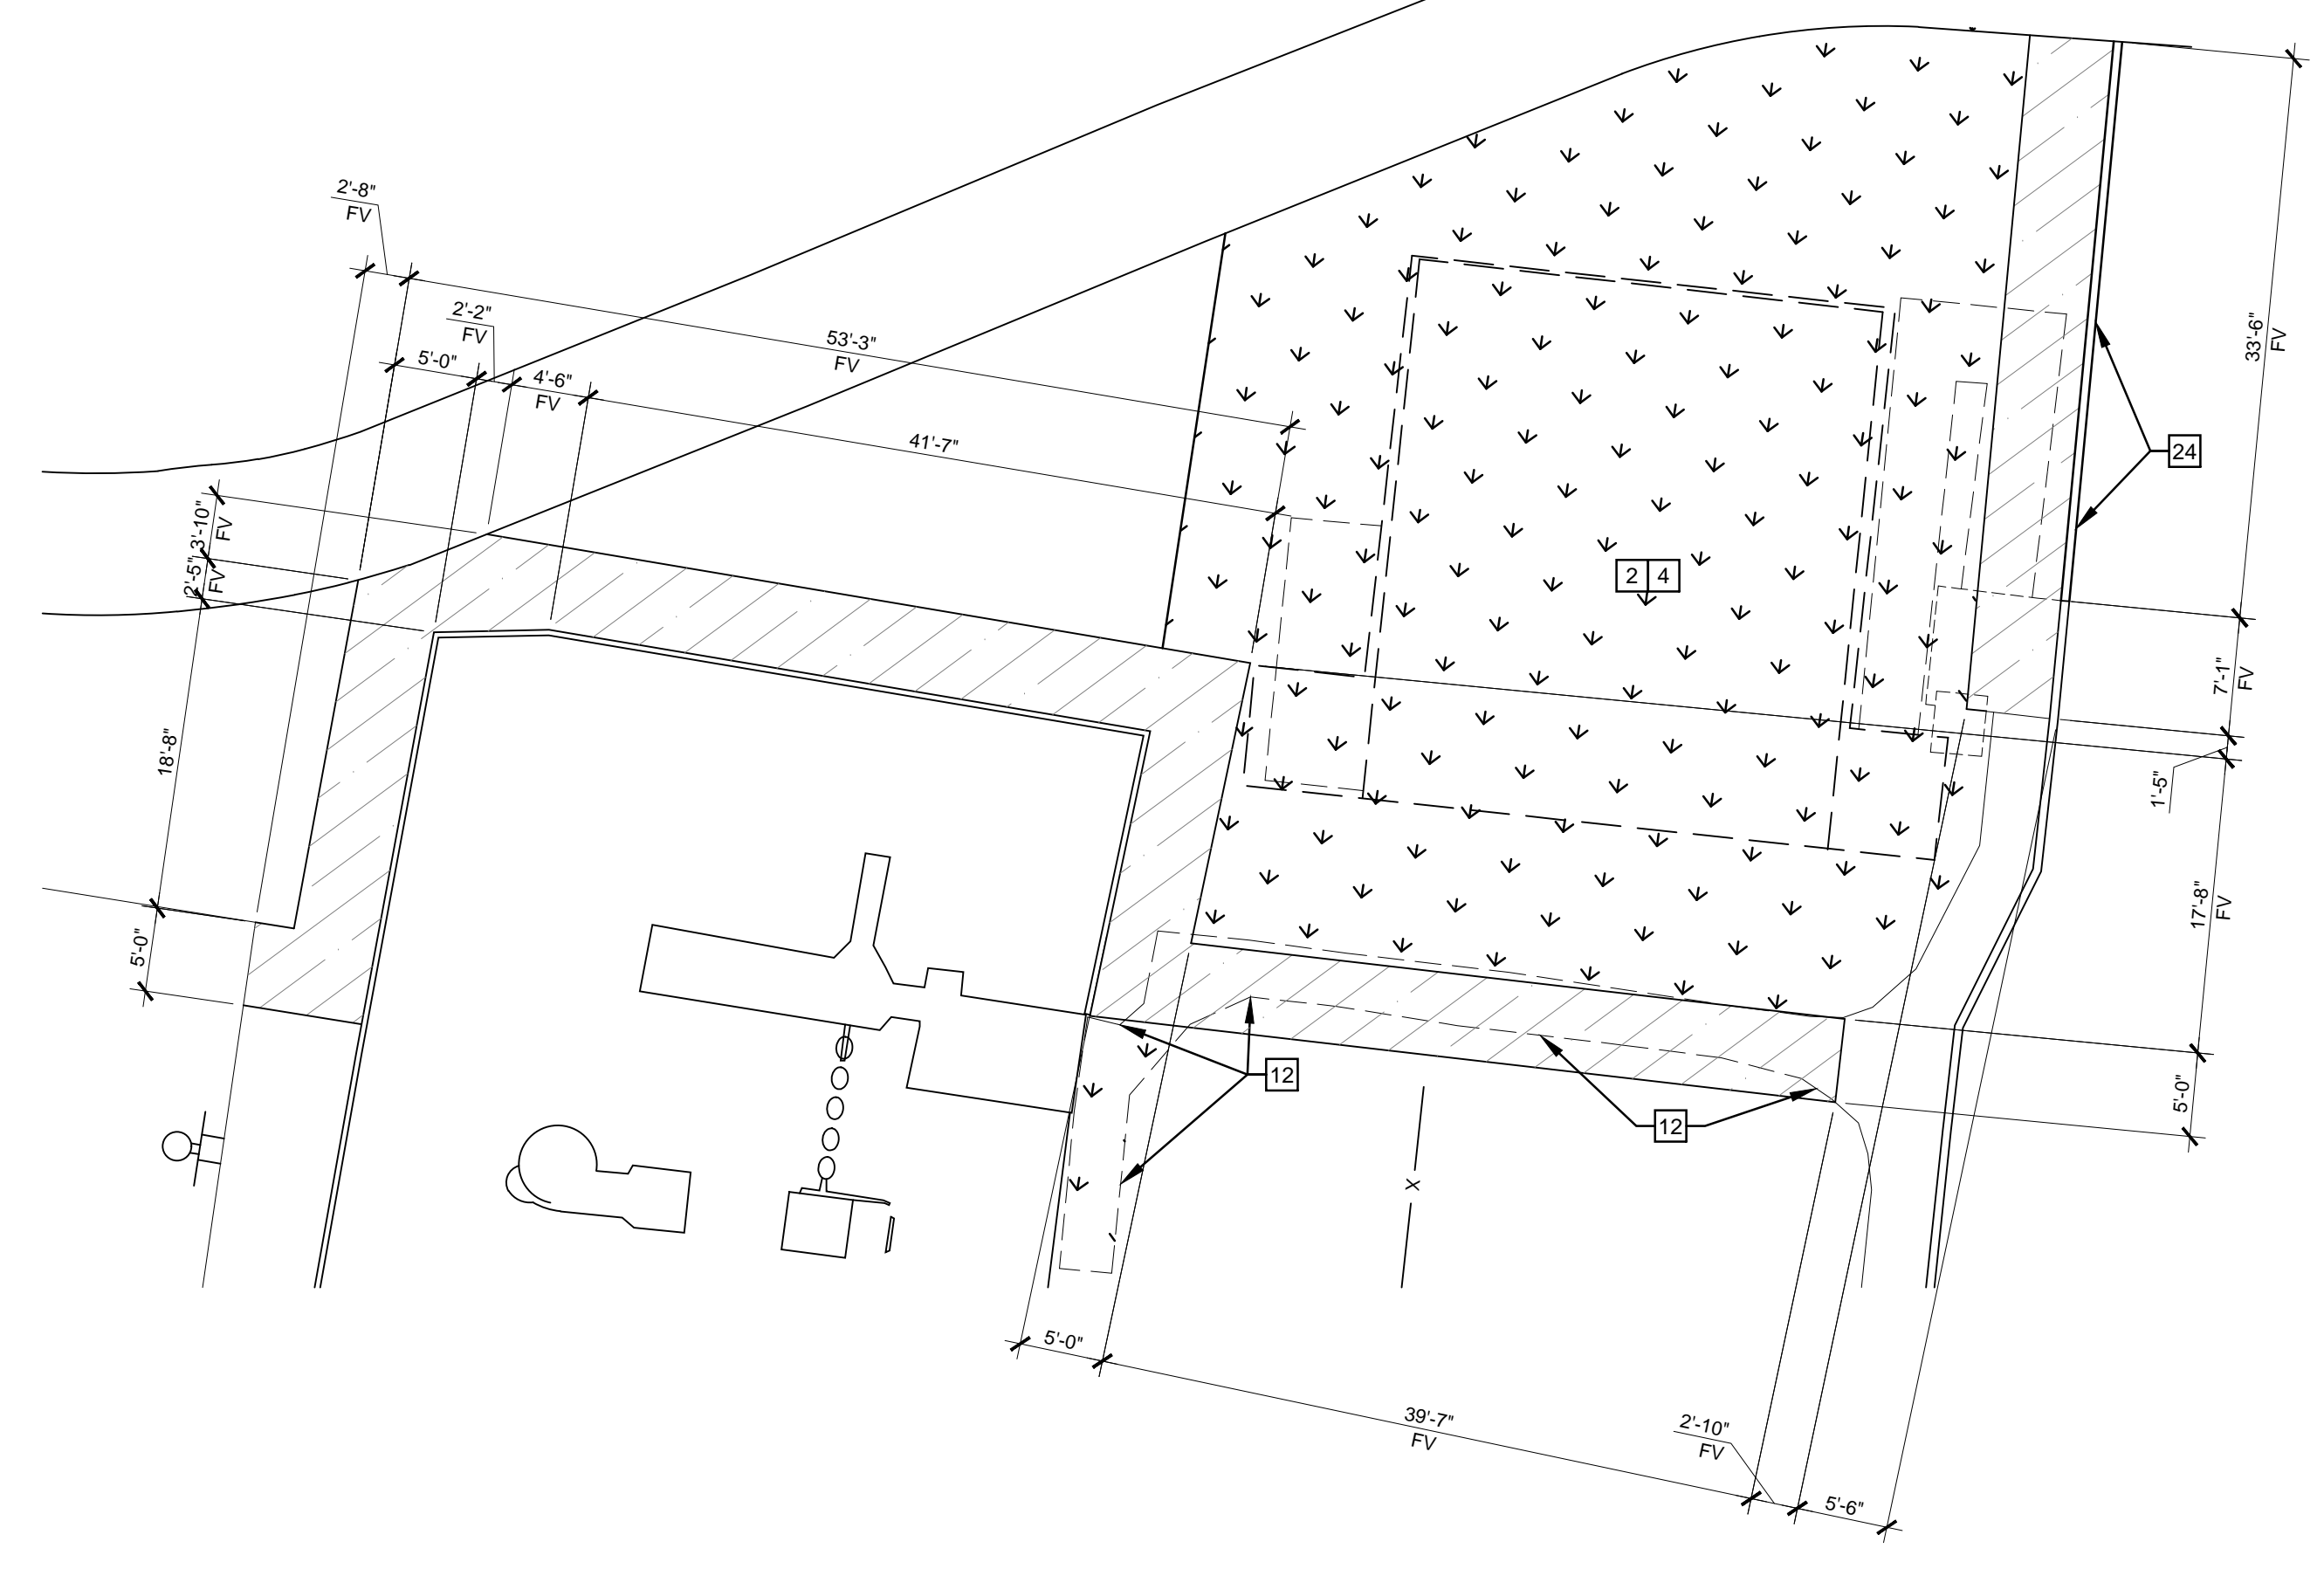 2'-8"
FV
2'-2"
FV
5'-0"
4'-6"
FV
53'-3"
FV
41'-7"
3'-10"
FV
2'-5"
FV
18'-8"
5'-0"
33'-6"
FV
24
2 4
7'-1"
FV
1'-5"
17'-8"
FV
5'-0"
12
12
X
5'-0"
39'-7"
FV
2'-10"
FV
5'-6"